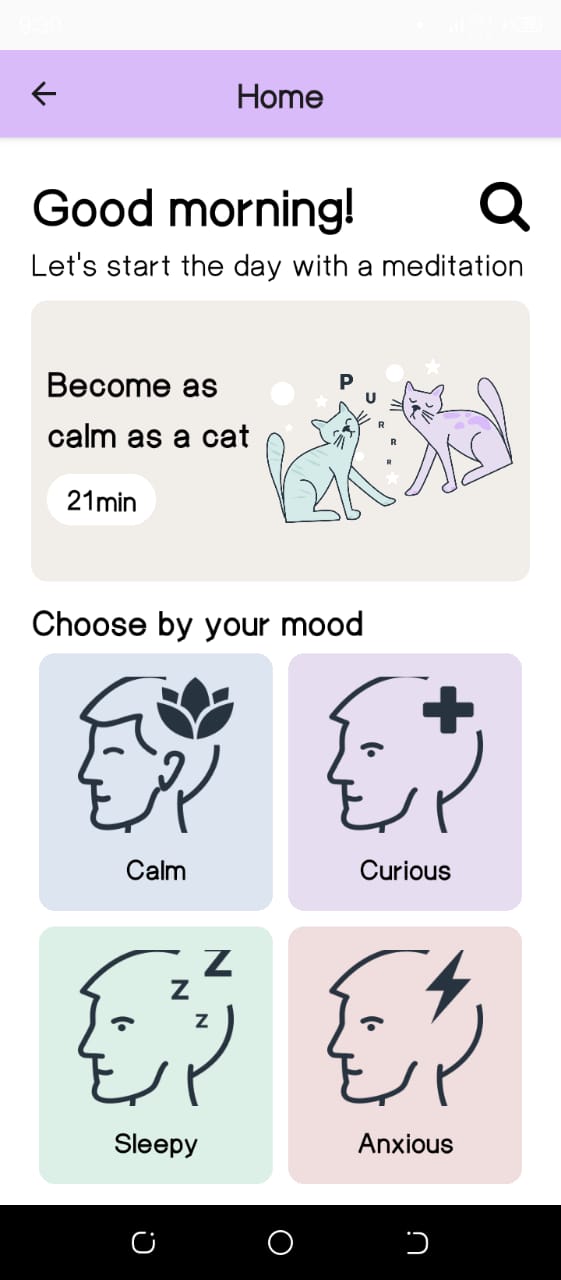 Home
Good morning!
Let's start the day with a meditation
Become as
calm as a cat
21min
P
U
R
R
R
Choose by your mood
Calm
Curious
Z
Z
Z
Sleepy
Anxious